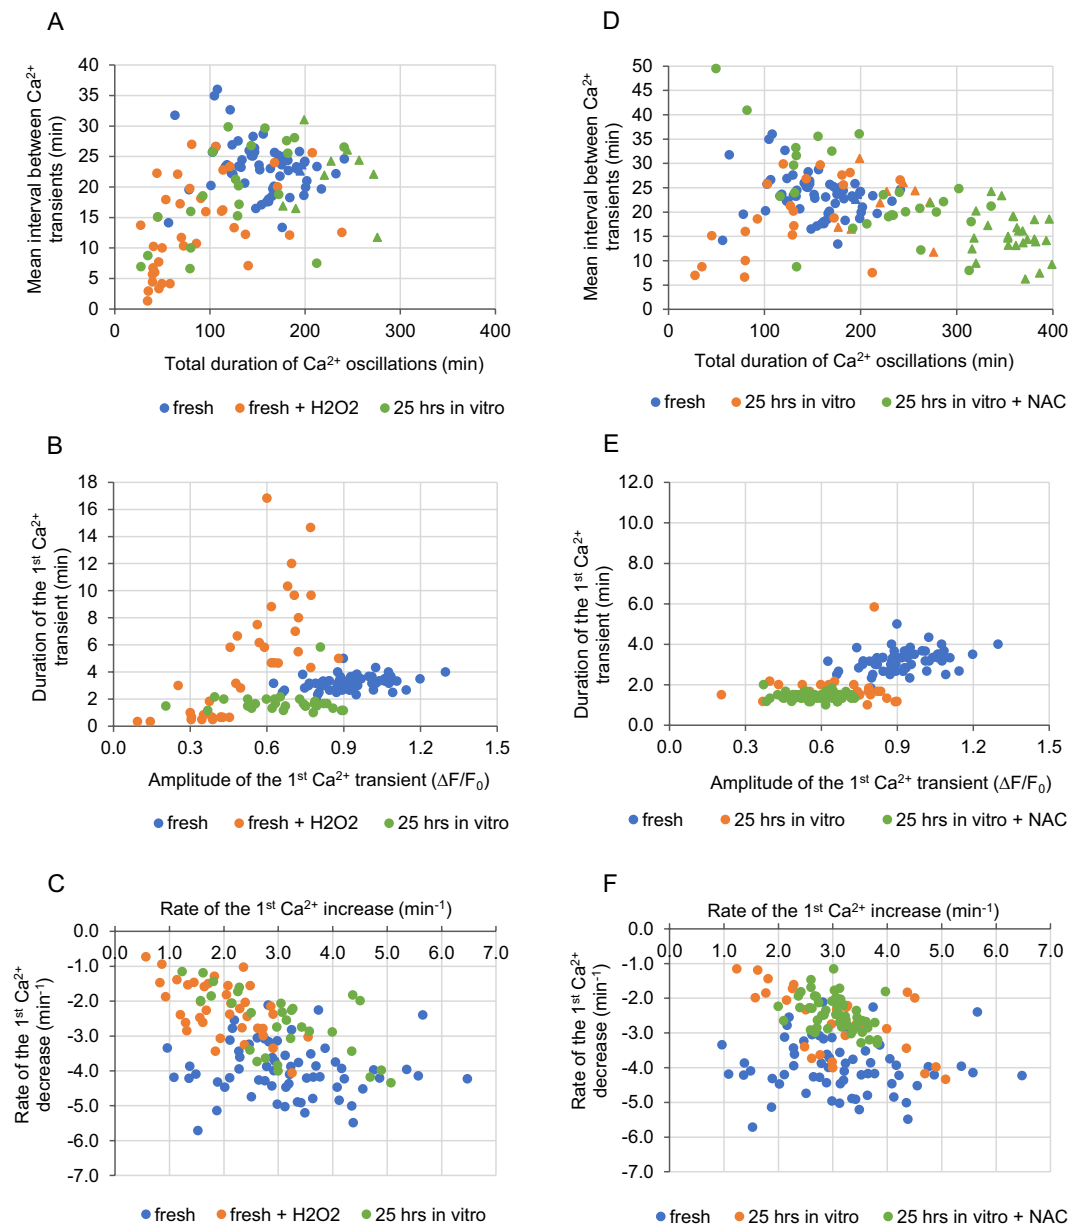 A
Mean interval between Ca²⁺
transients (min)
40
35
30
25
20
15
10
5
0
0 100 200 300 400
Total duration of Ca²⁺ oscillations (min)
fresh fresh + H2O2 25 hrs in vitro
D
Mean interval between Ca²⁺
transients (min)
50
45
40
35
30
25
20
15
10
5
0
0 100 200 300 400
Total duration of Ca²⁺ oscillations (min)
fresh 25 hrs in vitro 25 hrs in vitro + NAC
B
Duration of the 1ˢᵗ Ca²⁺
transient (min)
18
16
14
12
10
8
6
4
2
0
0.0 0.3 0.6 0.9 1.2 1.5
Amplitude of the 1ˢᵗ Ca²⁺ transient (ΔF/F₀)
fresh fresh + H2O2 25 hrs in vitro
E
Duration of the 1ˢᵗ Ca²⁺
transient (min)
12.0
10.0
8.0
6.0
4.0
2.0
0.0
0.0 0.3 0.6 0.9 1.2 1.5
Amplitude of the 1ˢᵗ Ca²⁺ transient (ΔF/F₀)
fresh 25 hrs in vitro 25 hrs in vitro + NAC
C
Rate of the 1ˢᵗ Ca²⁺ increase (min⁻¹)
0.0 1.0 2.0 3.0 4.0 5.0 6.0 7.0
Rate of the 1ˢᵗ Ca²⁺
decrease (min⁻¹)
0.0
-1.0
-2.0
-3.0
-4.0
-5.0
-6.0
-7.0
fresh fresh + H2O2 25 hrs in vitro
F
Rate of the 1ˢᵗ Ca²⁺ increase (min⁻¹)
0.0 1.0 2.0 3.0 4.0 5.0 6.0 7.0
Rate of the 1ˢᵗ Ca²⁺
decrease (min⁻¹)
0.0
-1.0
-2.0
-3.0
-4.0
-5.0
-6.0
-7.0
fresh 25 hrs in vitro 25 hrs in vitro + NAC